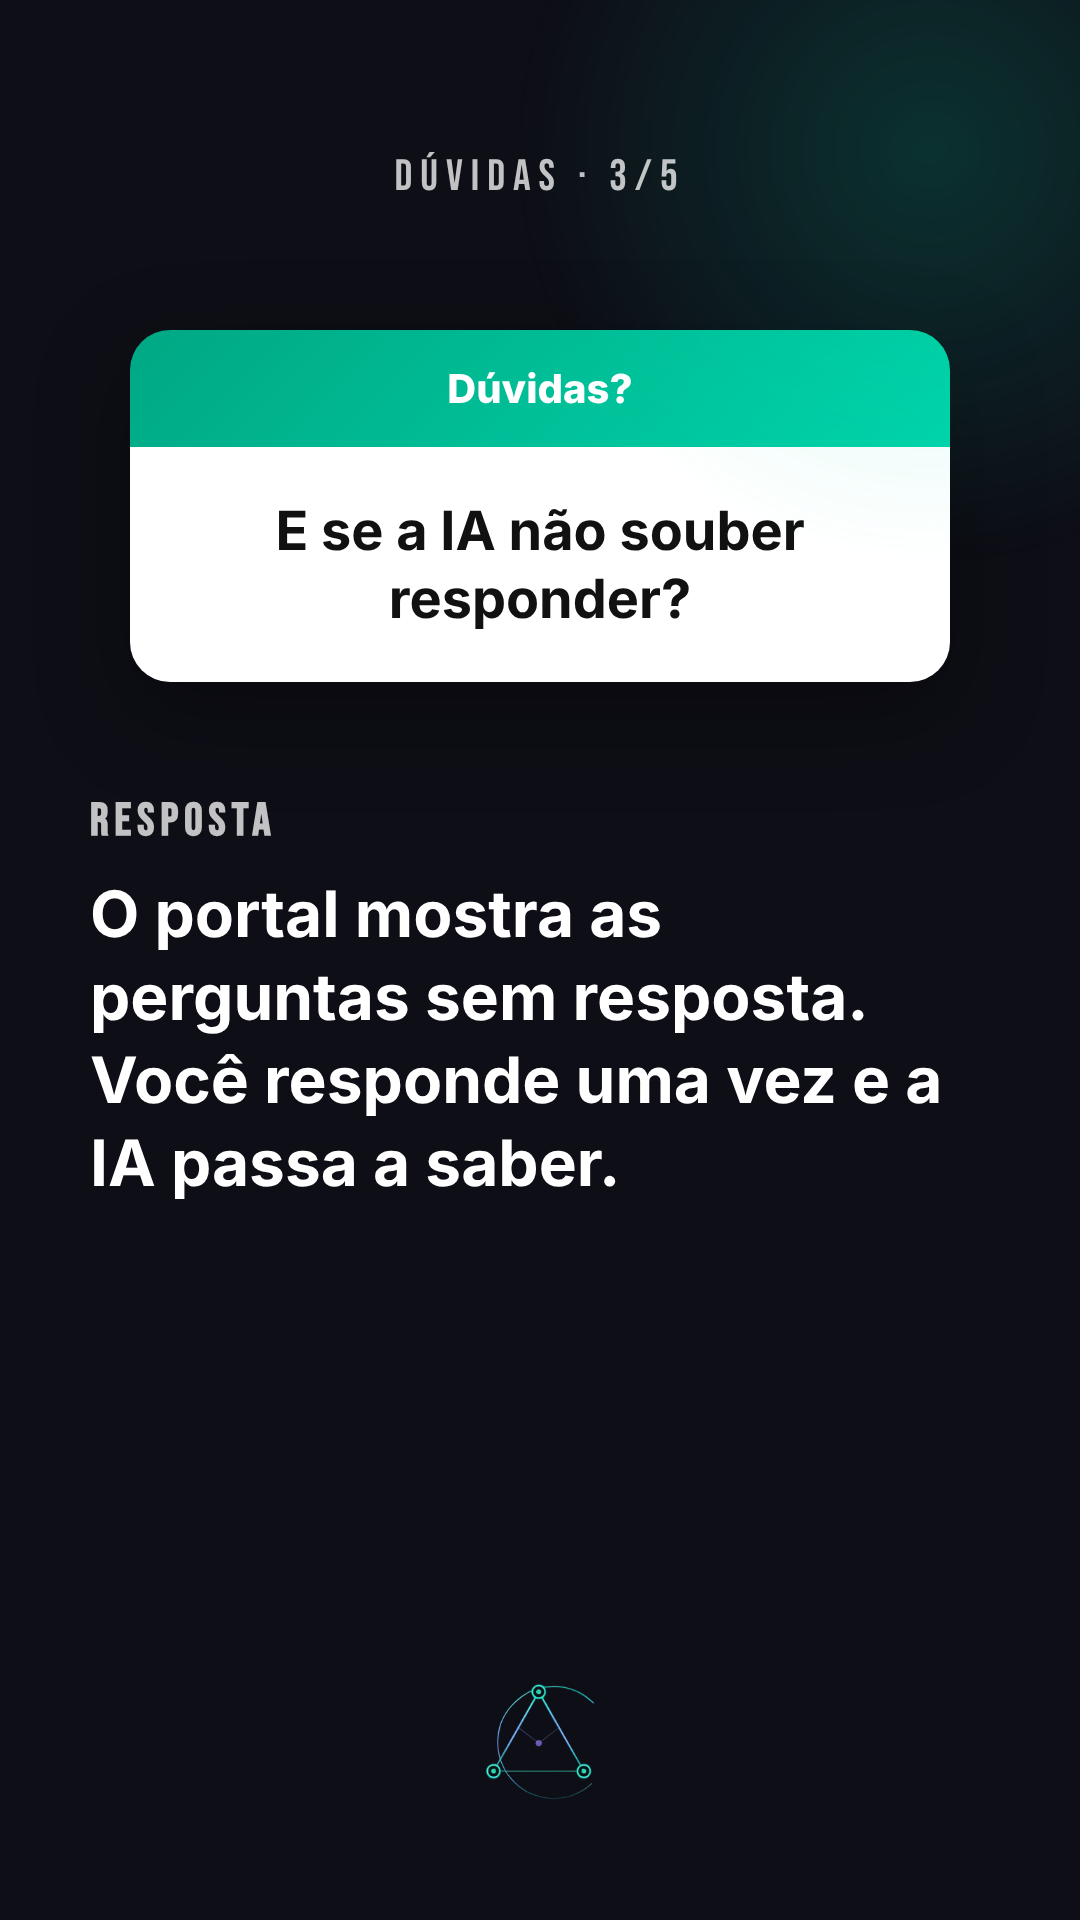 DÚVIDAS · 3/5
Dúvidas?
E se a IA não souber
responder?
RESPOSTA
O portal mostra as
perguntas sem resposta.
Você responde uma vez e a
IA passa a saber.